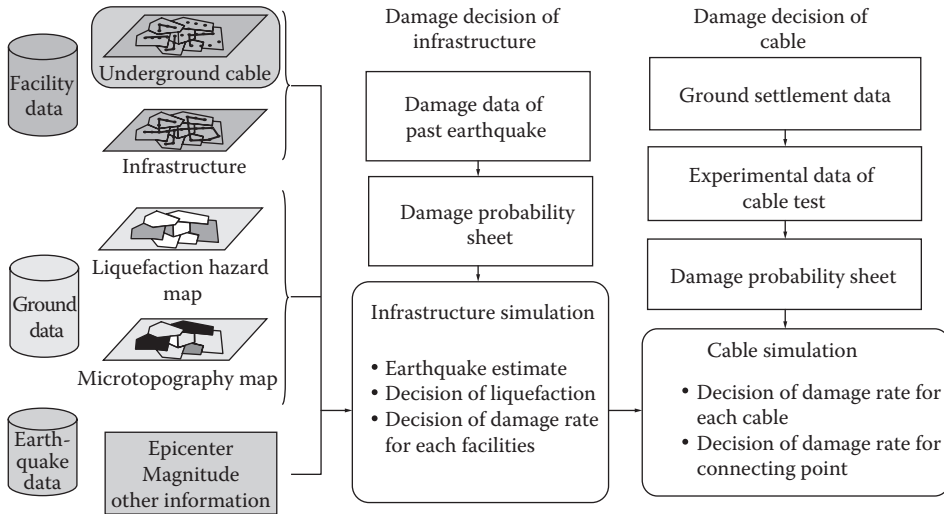 Facility
data
Underground cable
Infrastructure
Ground
data
Liquefaction hazard
map
Microtopography map
Earth-
quake
data
Epicenter
Magnitude
other information
Damage decision of
infrastructure
Damage data of
past earthquake
Damage probability
sheet
Infrastructure simulation
• Earthquake estimate
• Decision of liquefaction
• Decision of damage rate
for each facilities
Damage decision of
cable
Ground settlement data
Experimental data of
cable test
Damage probability sheet
Cable simulation
• Decision of damage rate for
each cable
• Decision of damage rate for
connecting point